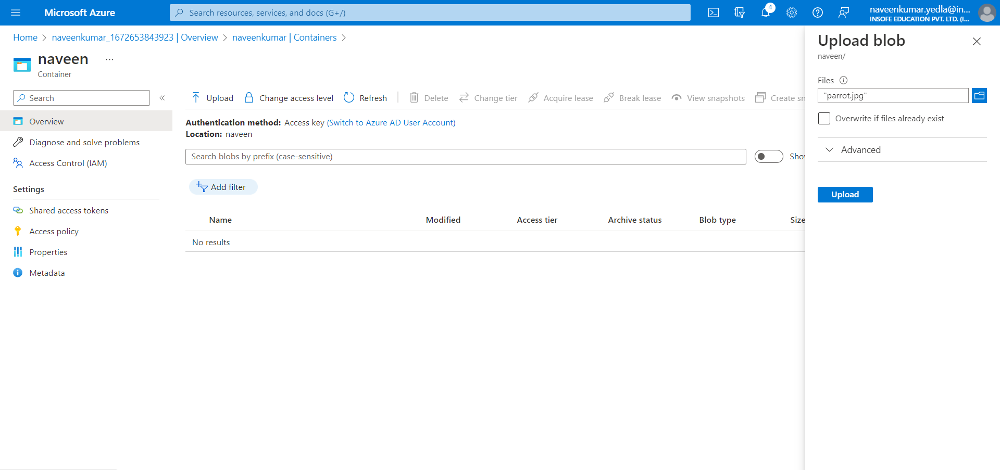 Microsoft Azure
Search resources, services, and docs (G+/)
4
naveenkumar.yedla@in...
INSOFE EDUCATION PVT. LTD. (I...
Home > naveenkumar_1672653843923 | Overview > naveenkumar | Containers >
naveen ...
Container
Search «
Overview
Diagnose and solve problems
Access Control (IAM)
Settings
Shared access tokens
Access policy
Properties
Metadata
Upload Change access level Refresh Delete Change tier Acquire lease Break lease View snapshots Create sn
Authentication method: Access key (Switch to Azure AD User Account)
Location: naveen
Search blobs by prefix (case-sensitive)
Show
Add filter
Name Modified Access tier Archive status Blob type Size
No results
Upload blob
naveen/
Files
"parrot.jpg"
Overwrite if files already exist
Advanced
Upload